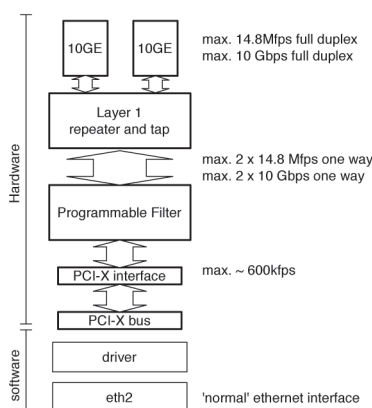 10GE
10GE
max. 14.8Mfps full duplex
max. 10 Gbps full duplex
Layer 1
repeater and tap
max. 2 x 14.8 Mfps one way
max. 2 x 10 Gbps one way
Hardware
Programmable Filter
PCI-X interface
max. ~ 600kfps
PCI-X bus
software
driver
eth2
'normal' ethernet interface